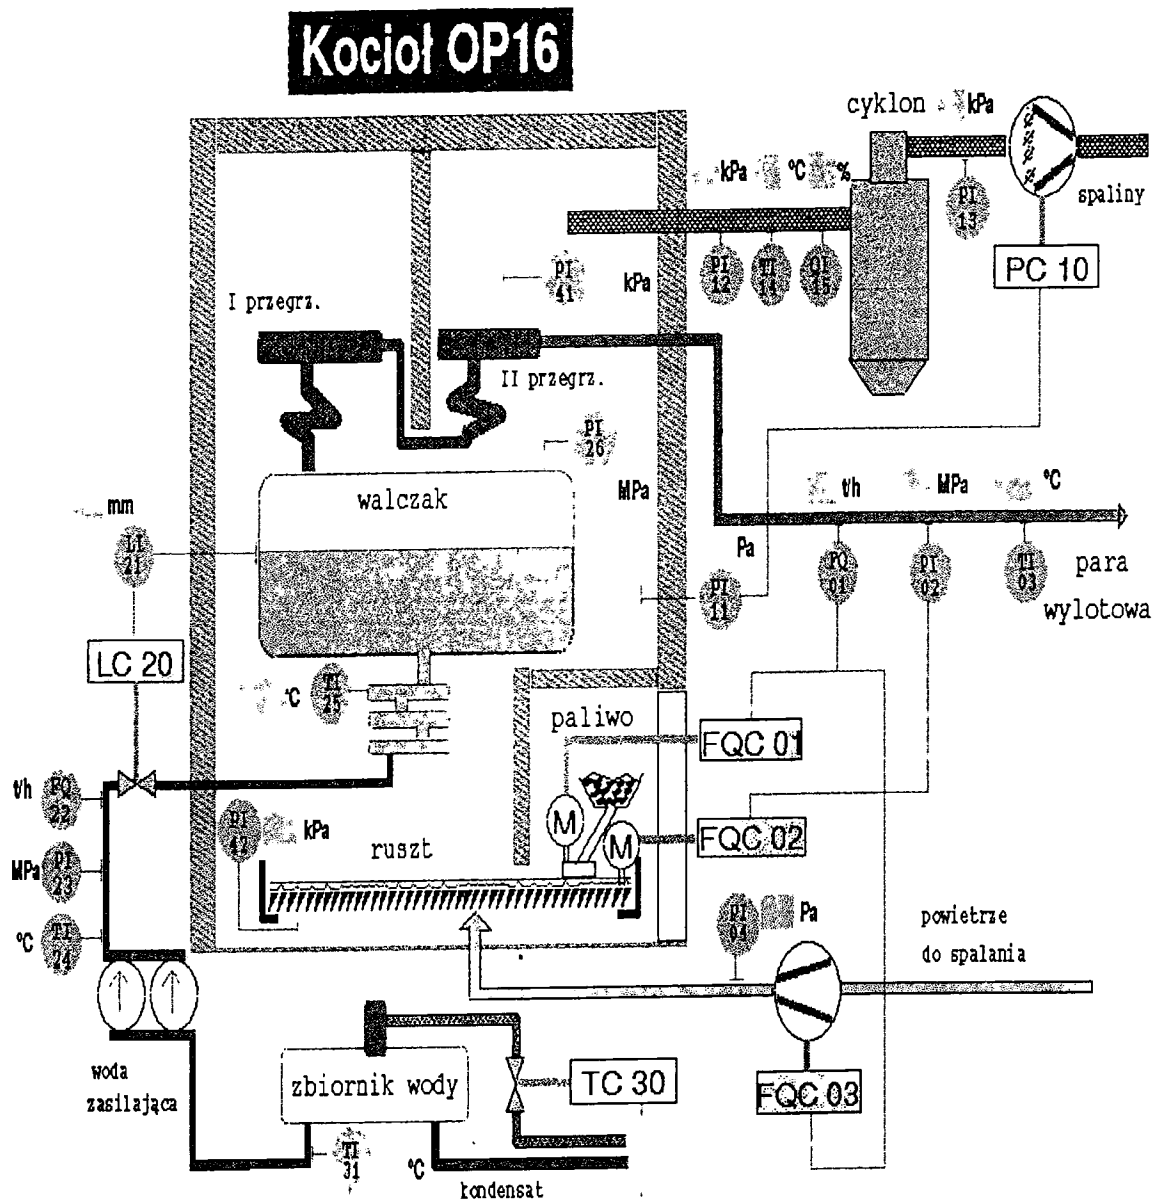 Kocioł OP16
cyklon
kPa
kPa
°C
%
PI
13
spaliny
PC 10
PI
12
TI
14
QI
15
PI
41
kPa
I przegrz.
II przegrz.
PI
26
MPa
walczak
mm
LI
21
LC 20
t/h
MPa
°C
FQ
01
PI
02
TI
03
para
wylotowa
Pa
PI
11
°C
TI
25
paliwo
FQC 01
t/h
FQ
22
PI
42
kPa
ruszt
M
M
FQC 02
MPa
PI
23
°C
TI
24
PI
04
Pa
powietrze
do spalania
woda
zasilająca
zbiornik wody
TC 30
FQC 03
TI
31
°C
kondensat